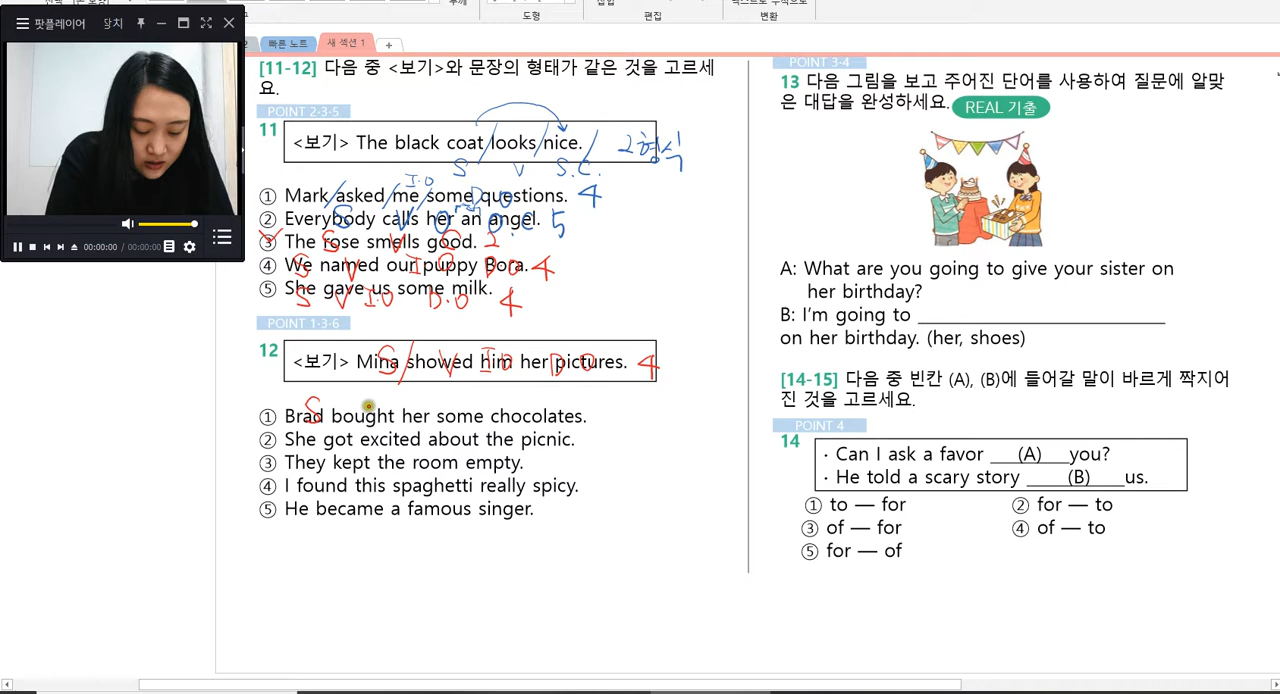 팟플레이어
00:00:00 / 00:00:00
도형
편집
변환
2
빠른 노트
새 섹션 1
+
[11-12] 다음 중 <보기>와 문장의 형태가 같은 것을 고르세
요.
POINT 2·3·5
11
<보기> The black coat looks nice.
2형식
S V S.C.
I.O D.O
① Mark asked me some questions. 4
② Everybody calls her an angel. 5
S V O O.C
③ The rose smells good. 2
S V C
④ We named our puppy Bora. 4
S V I O D O
⑤ She gave us some milk.
S V I.O D.O 4
POINT 1·3·6
12
<보기> Mina showed him her pictures. 4
S V I O D O
① Brad bought her some chocolates.
S
② She got excited about the picnic.
③ They kept the room empty.
④ I found this spaghetti really spicy.
⑤ He became a famous singer.
POINT 3·4
13 다음 그림을 보고 주어진 단어를 사용하여 질문에 알맞
은 대답을 완성하세요. REAL 기출
A: What are you going to give your sister on
her birthday?
B: I’m going to ____________________
on her birthday. (her, shoes)
[14-15] 다음 중 빈칸 (A), (B)에 들어갈 말이 바르게 짝지어
진 것을 고르세요.
POINT 4
14
· Can I ask a favor ___(A)___you?
· He told a scary story ____(B)____us.
① to — for
② for — to
③ of — for
④ of — to
⑤ for — of